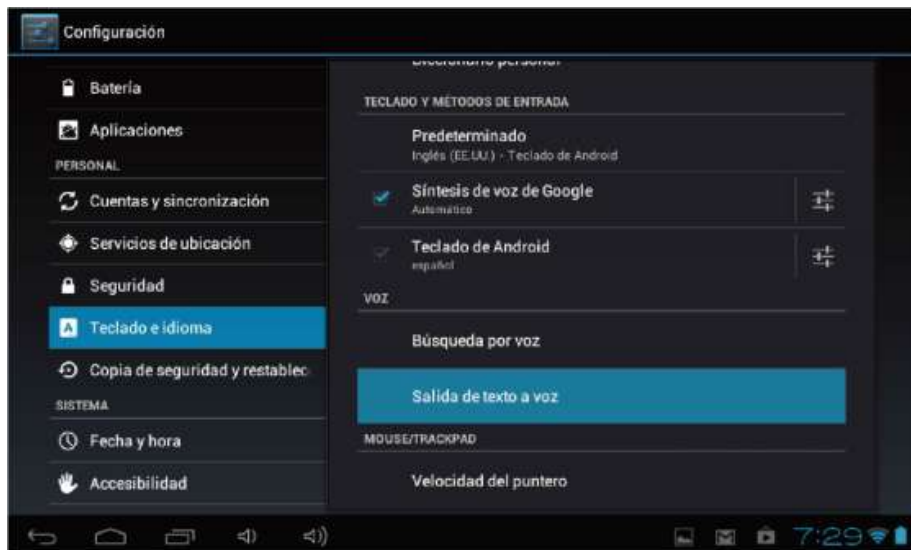 Configuración
Batería
Aplicaciones
PERSONAL
Cuentas y sincronización
Servicios de ubicación
Seguridad
A Teclado e idioma
Copia de seguridad y restablec
SISTEMA
Fecha y hora
Accesibilidad
Diccionario personal
TECLADO Y MÉTODOS DE ENTRADA
Predeterminado
Inglés (EE.UU.) - Teclado de Android
Síntesis de voz de Google
Automático
Teclado de Android
español
VOZ
Búsqueda por voz
Salida de texto a voz
MOUSE/TRACKPAD
Velocidad del puntero
7:29